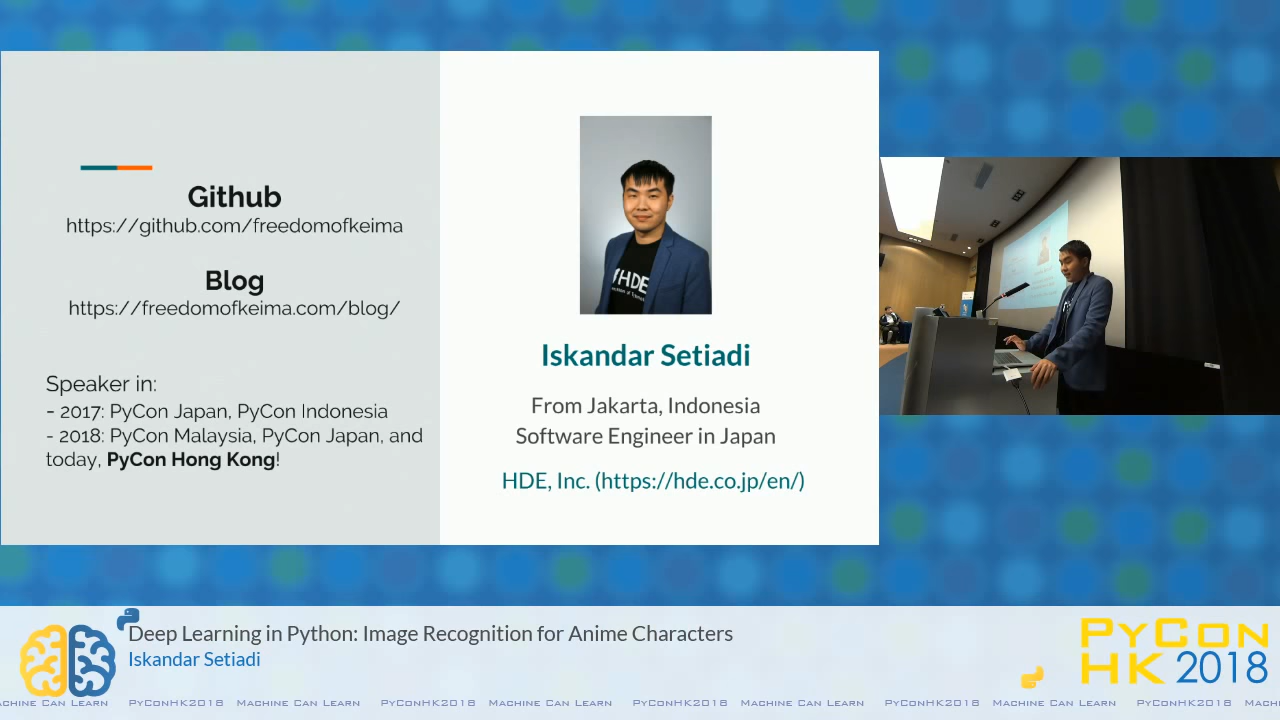 Github
https://github.com/freedomofkeima
Blog
https://freedomofkeima.com/blog/
Speaker in:
- 2017: PyCon Japan, PyCon Indonesia
- 2018: PyCon Malaysia, PyCon Japan, and
today, PyCon Hong Kong!
HDE
Iskandar Setiadi
From Jakarta, Indonesia
Software Engineer in Japan
HDE, Inc. (https://hde.co.jp/en/)
Deep Learning in Python: Image Recognition for Anime Characters
Iskandar Setiadi
PyCon
HK 2018
achine Can Learn PyConHK2018 Machine Can Learn PyConHK2018 Machine Can Learn PyConHK2018 Machine Can Learn PyConHK2018 Machine Can Learn PyConHK2018 Mach